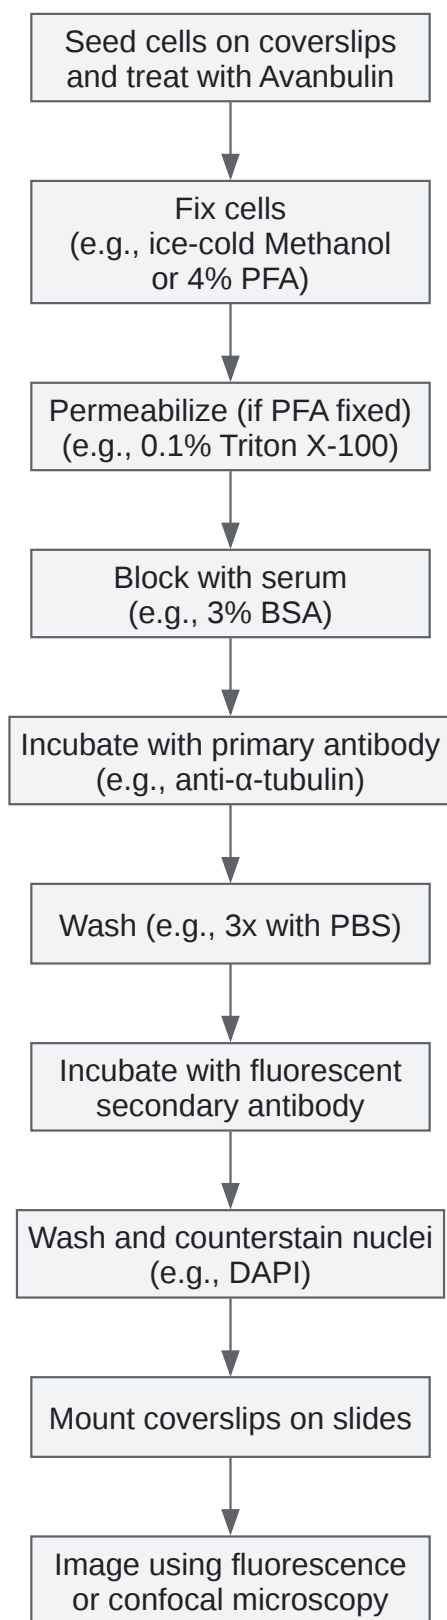 Seed cells on coverslips
and treat with Avanbulin
Fix cells
(e.g., ice-cold Methanol
or 4% PFA)
Permeabilize (if PFA fixed)
(e.g., 0.1% Triton X-100)
Block with serum
(e.g., 3% BSA)
Incubate with primary antibody
(e.g., anti-α-tubulin)
Wash (e.g., 3x with PBS)
Incubate with fluorescent
secondary antibody
Wash and counterstain nuclei
(e.g., DAPI)
Mount coverslips on slides
Image using fluorescence
or confocal microscopy